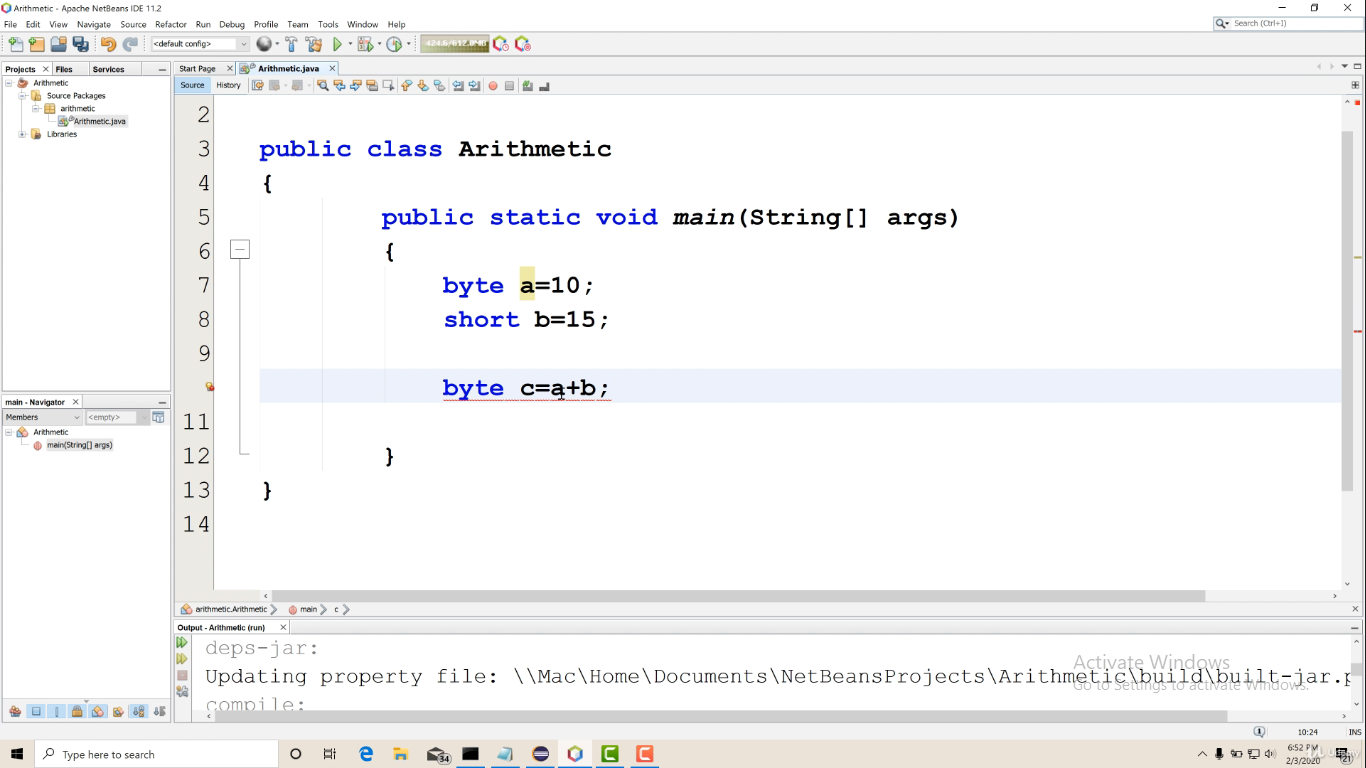 Arithmetic - Apache NetBeans IDE 11.2
File Edit View Navigate Source Refactor Run Debug Profile Team Tools Window Help
<default config> 424.6/612.0MB Search (Ctrl+I)
Projects Files Services Start Page Arithmetic.java
Arithmetic Source History
Source Packages
arithmetic
Arithmetic.java
Libraries
2
3 public class Arithmetic
4 {
5 public static void main(String[] args)
6 {
7 byte a=10;
8 short b=15;
9
byte c=a+b;
11
12 }
13 }
14
main - Navigator
Members <empty>
Arithmetic
main(String[] args)
arithmetic.Arithmetic main c
Output - Arithmetic (run)
deps-jar:
Updating property file: \\Mac\Home\Documents\NetBeansProjects\Arithmetic\build\built-jar.p
compile:
Activate Windows
Go to Settings to activate Windows.
10:24 INS
Type here to search 34 6:52 PM
2/3/2020 21